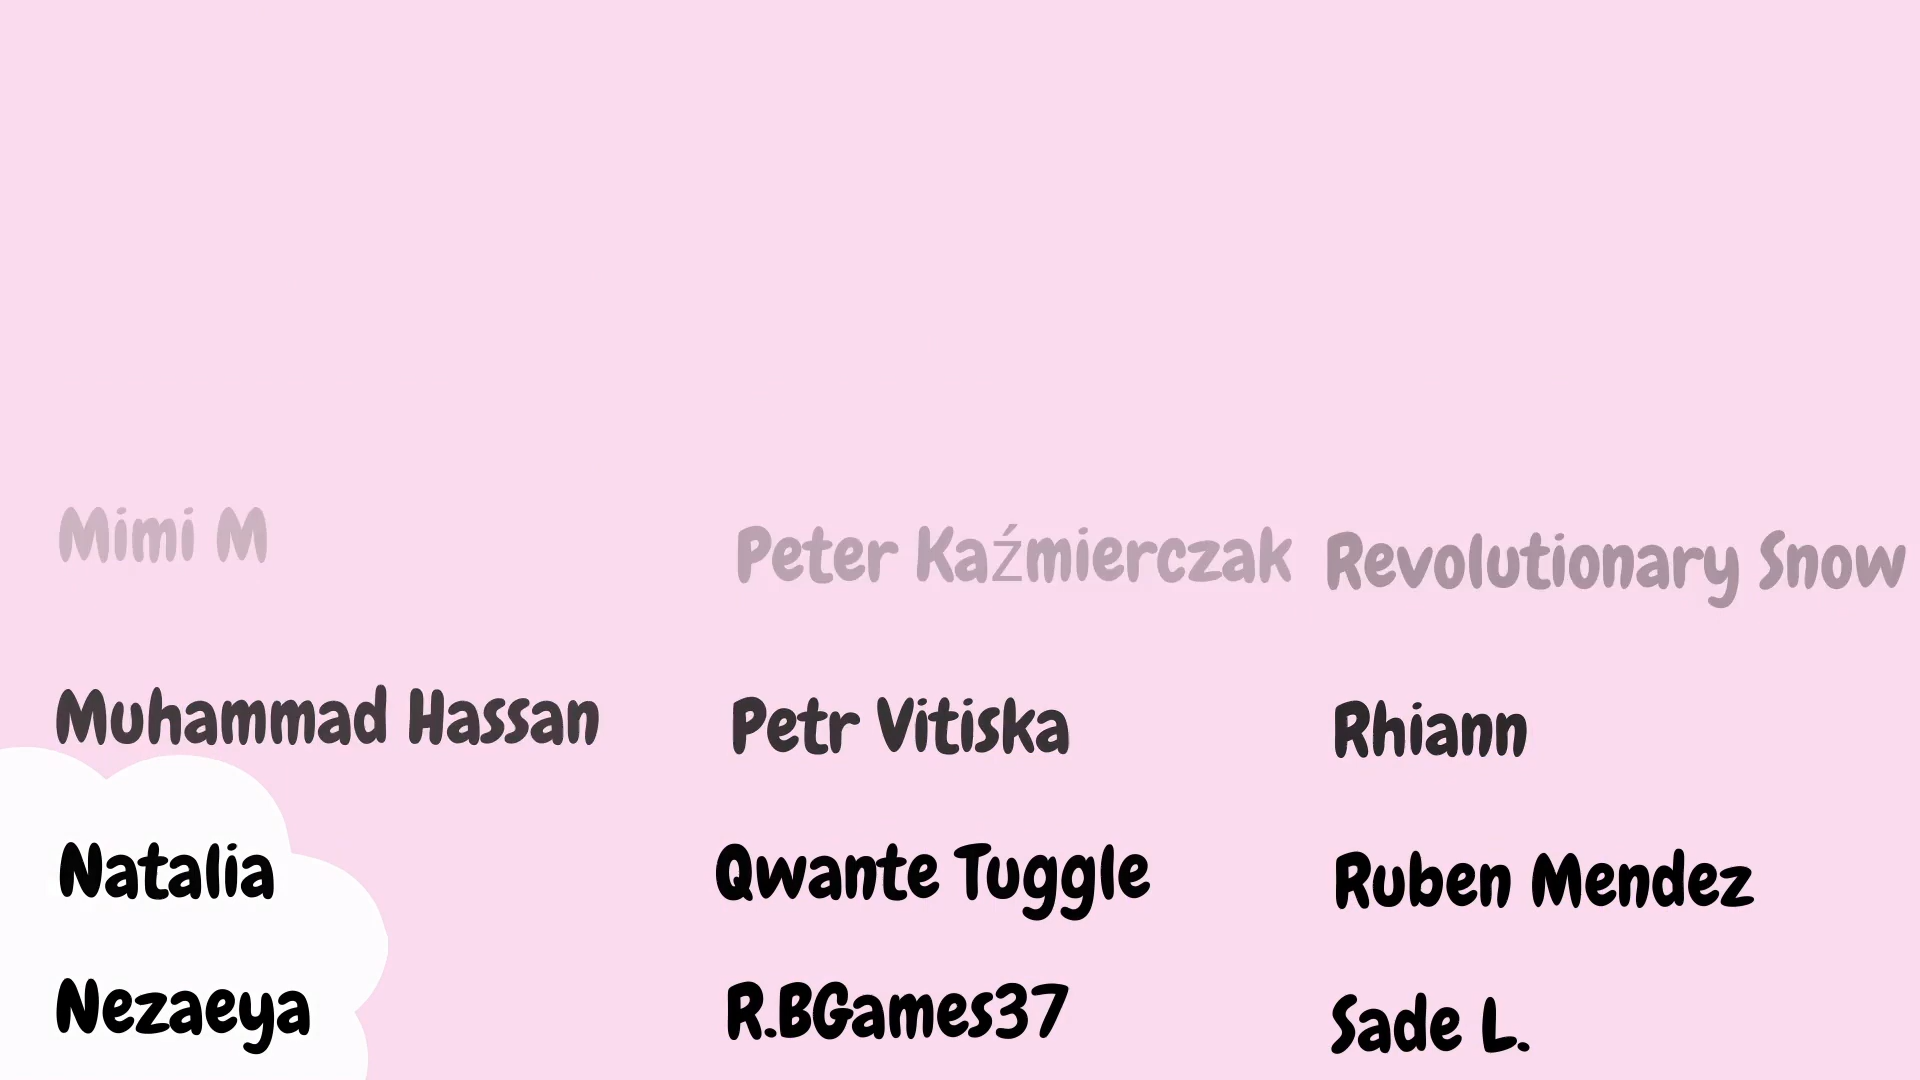 Mimi M
Muhammad Hassan
Natalia
Nezaeya
Peter Kaźmierczak
Petr Vitiska
Qwante Tuggle
R.BGames37
Revolutionary Snow
Rhiann
Ruben Mendez
Sade L.